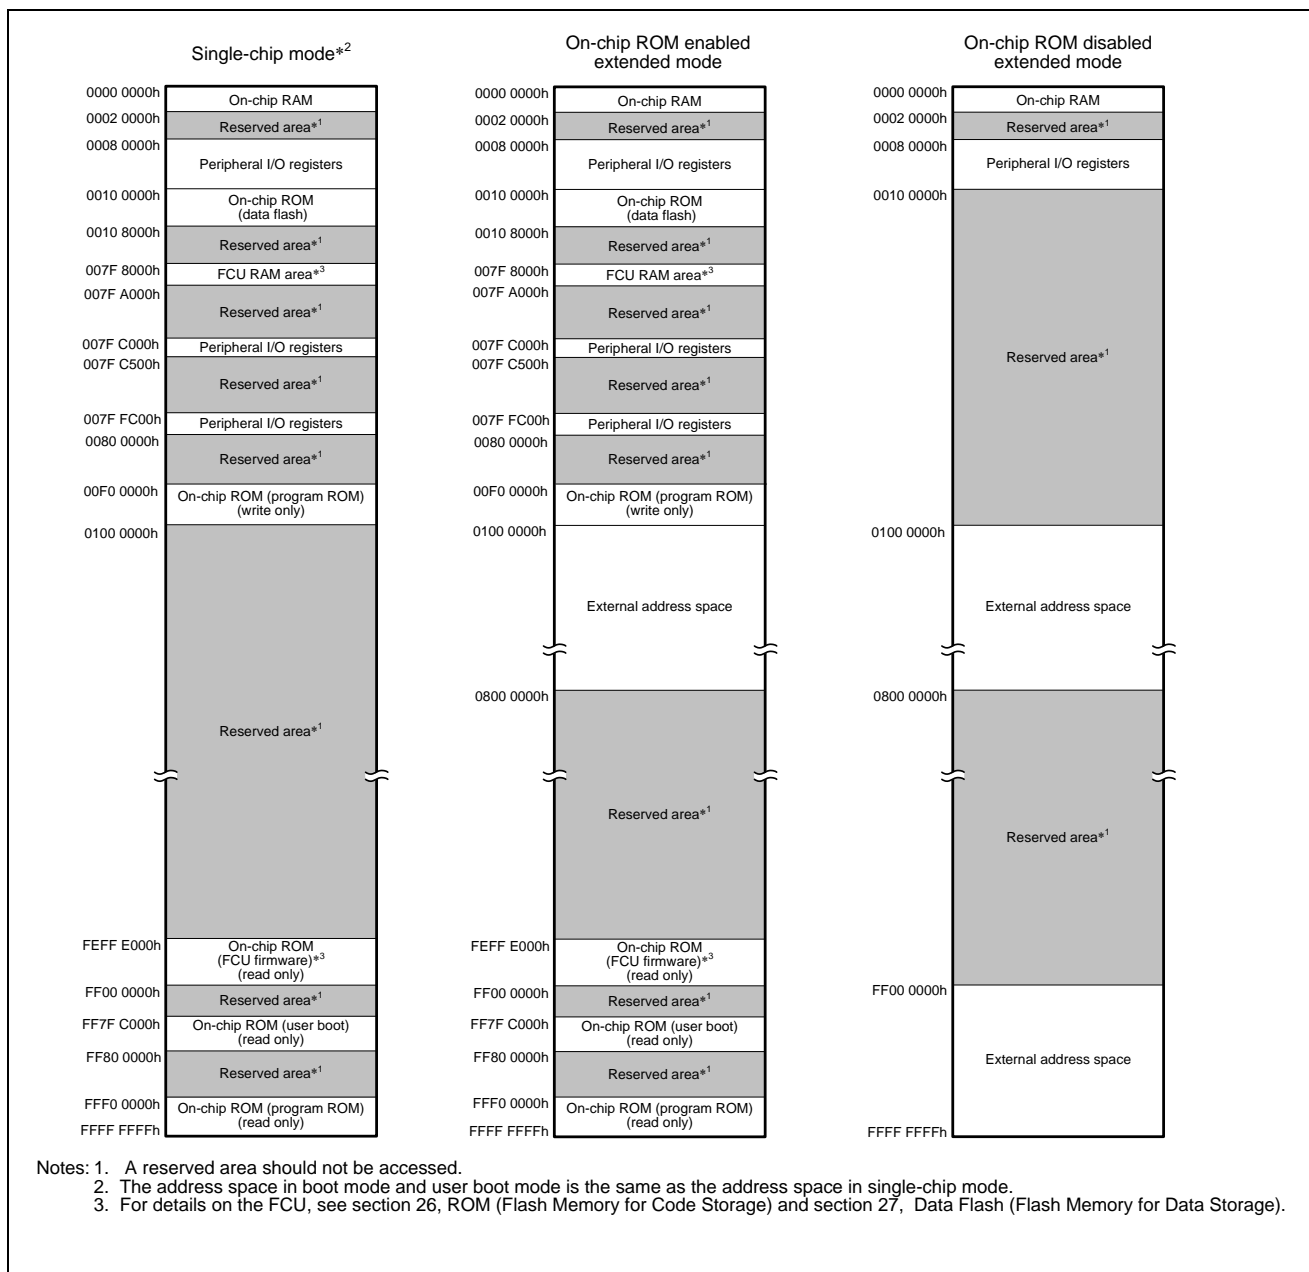 Single-chip mode*2
0000 0000h
On-chip RAM
0002 0000h
Reserved area*1
0008 0000h
Peripheral I/O registers
0010 0000h
On-chip ROM
(data flash)
0010 8000h
Reserved area*1
007F 8000h
FCU RAM area*3
007F A000h
Reserved area*1
007F C000h
Peripheral I/O registers
007F C500h
Reserved area*1
007F FC00h
Peripheral I/O registers
0080 0000h
Reserved area*1
00F0 0000h
On-chip ROM (program ROM)
(write only)
0100 0000h
Reserved area*1
FEFF E000h
On-chip ROM
(FCU firmware)*3
(read only)
FF00 0000h
Reserved area*1
FF7F C000h
On-chip ROM (user boot)
(read only)
FF80 0000h
Reserved area*1
FFF0 0000h
On-chip ROM (program ROM)
(read only)
FFFF FFFFh
On-chip ROM enabled
extended mode
0000 0000h
On-chip RAM
0002 0000h
Reserved area*1
0008 0000h
Peripheral I/O registers
0010 0000h
On-chip ROM
(data flash)
0010 8000h
Reserved area*1
007F 8000h
FCU RAM area*3
007F A000h
Reserved area*1
007F C000h
Peripheral I/O registers
007F C500h
Reserved area*1
007F FC00h
Peripheral I/O registers
0080 0000h
Reserved area*1
00F0 0000h
On-chip ROM (program ROM)
(write only)
0100 0000h
External address space
0800 0000h
Reserved area*1
FEFF E000h
On-chip ROM
(FCU firmware)*3
(read only)
FF00 0000h
Reserved area*1
FF7F C000h
On-chip ROM (user boot)
(read only)
FF80 0000h
Reserved area*1
FFF0 0000h
On-chip ROM (program ROM)
(read only)
FFFF FFFFh
On-chip ROM disabled
extended mode
0000 0000h
On-chip RAM
0002 0000h
Reserved area*1
0008 0000h
Peripheral I/O registers
0010 0000h
Reserved area*1
0100 0000h
External address space
0800 0000h
Reserved area*1
FF00 0000h
External address space
FFFF FFFFh
Notes: 1. A reserved area should not be accessed.
2. The address space in boot mode and user boot mode is the same as the address space in single-chip mode.
3. For details on the FCU, see section 26, ROM (Flash Memory for Code Storage) and section 27, Data Flash (Flash Memory for Data Storage).